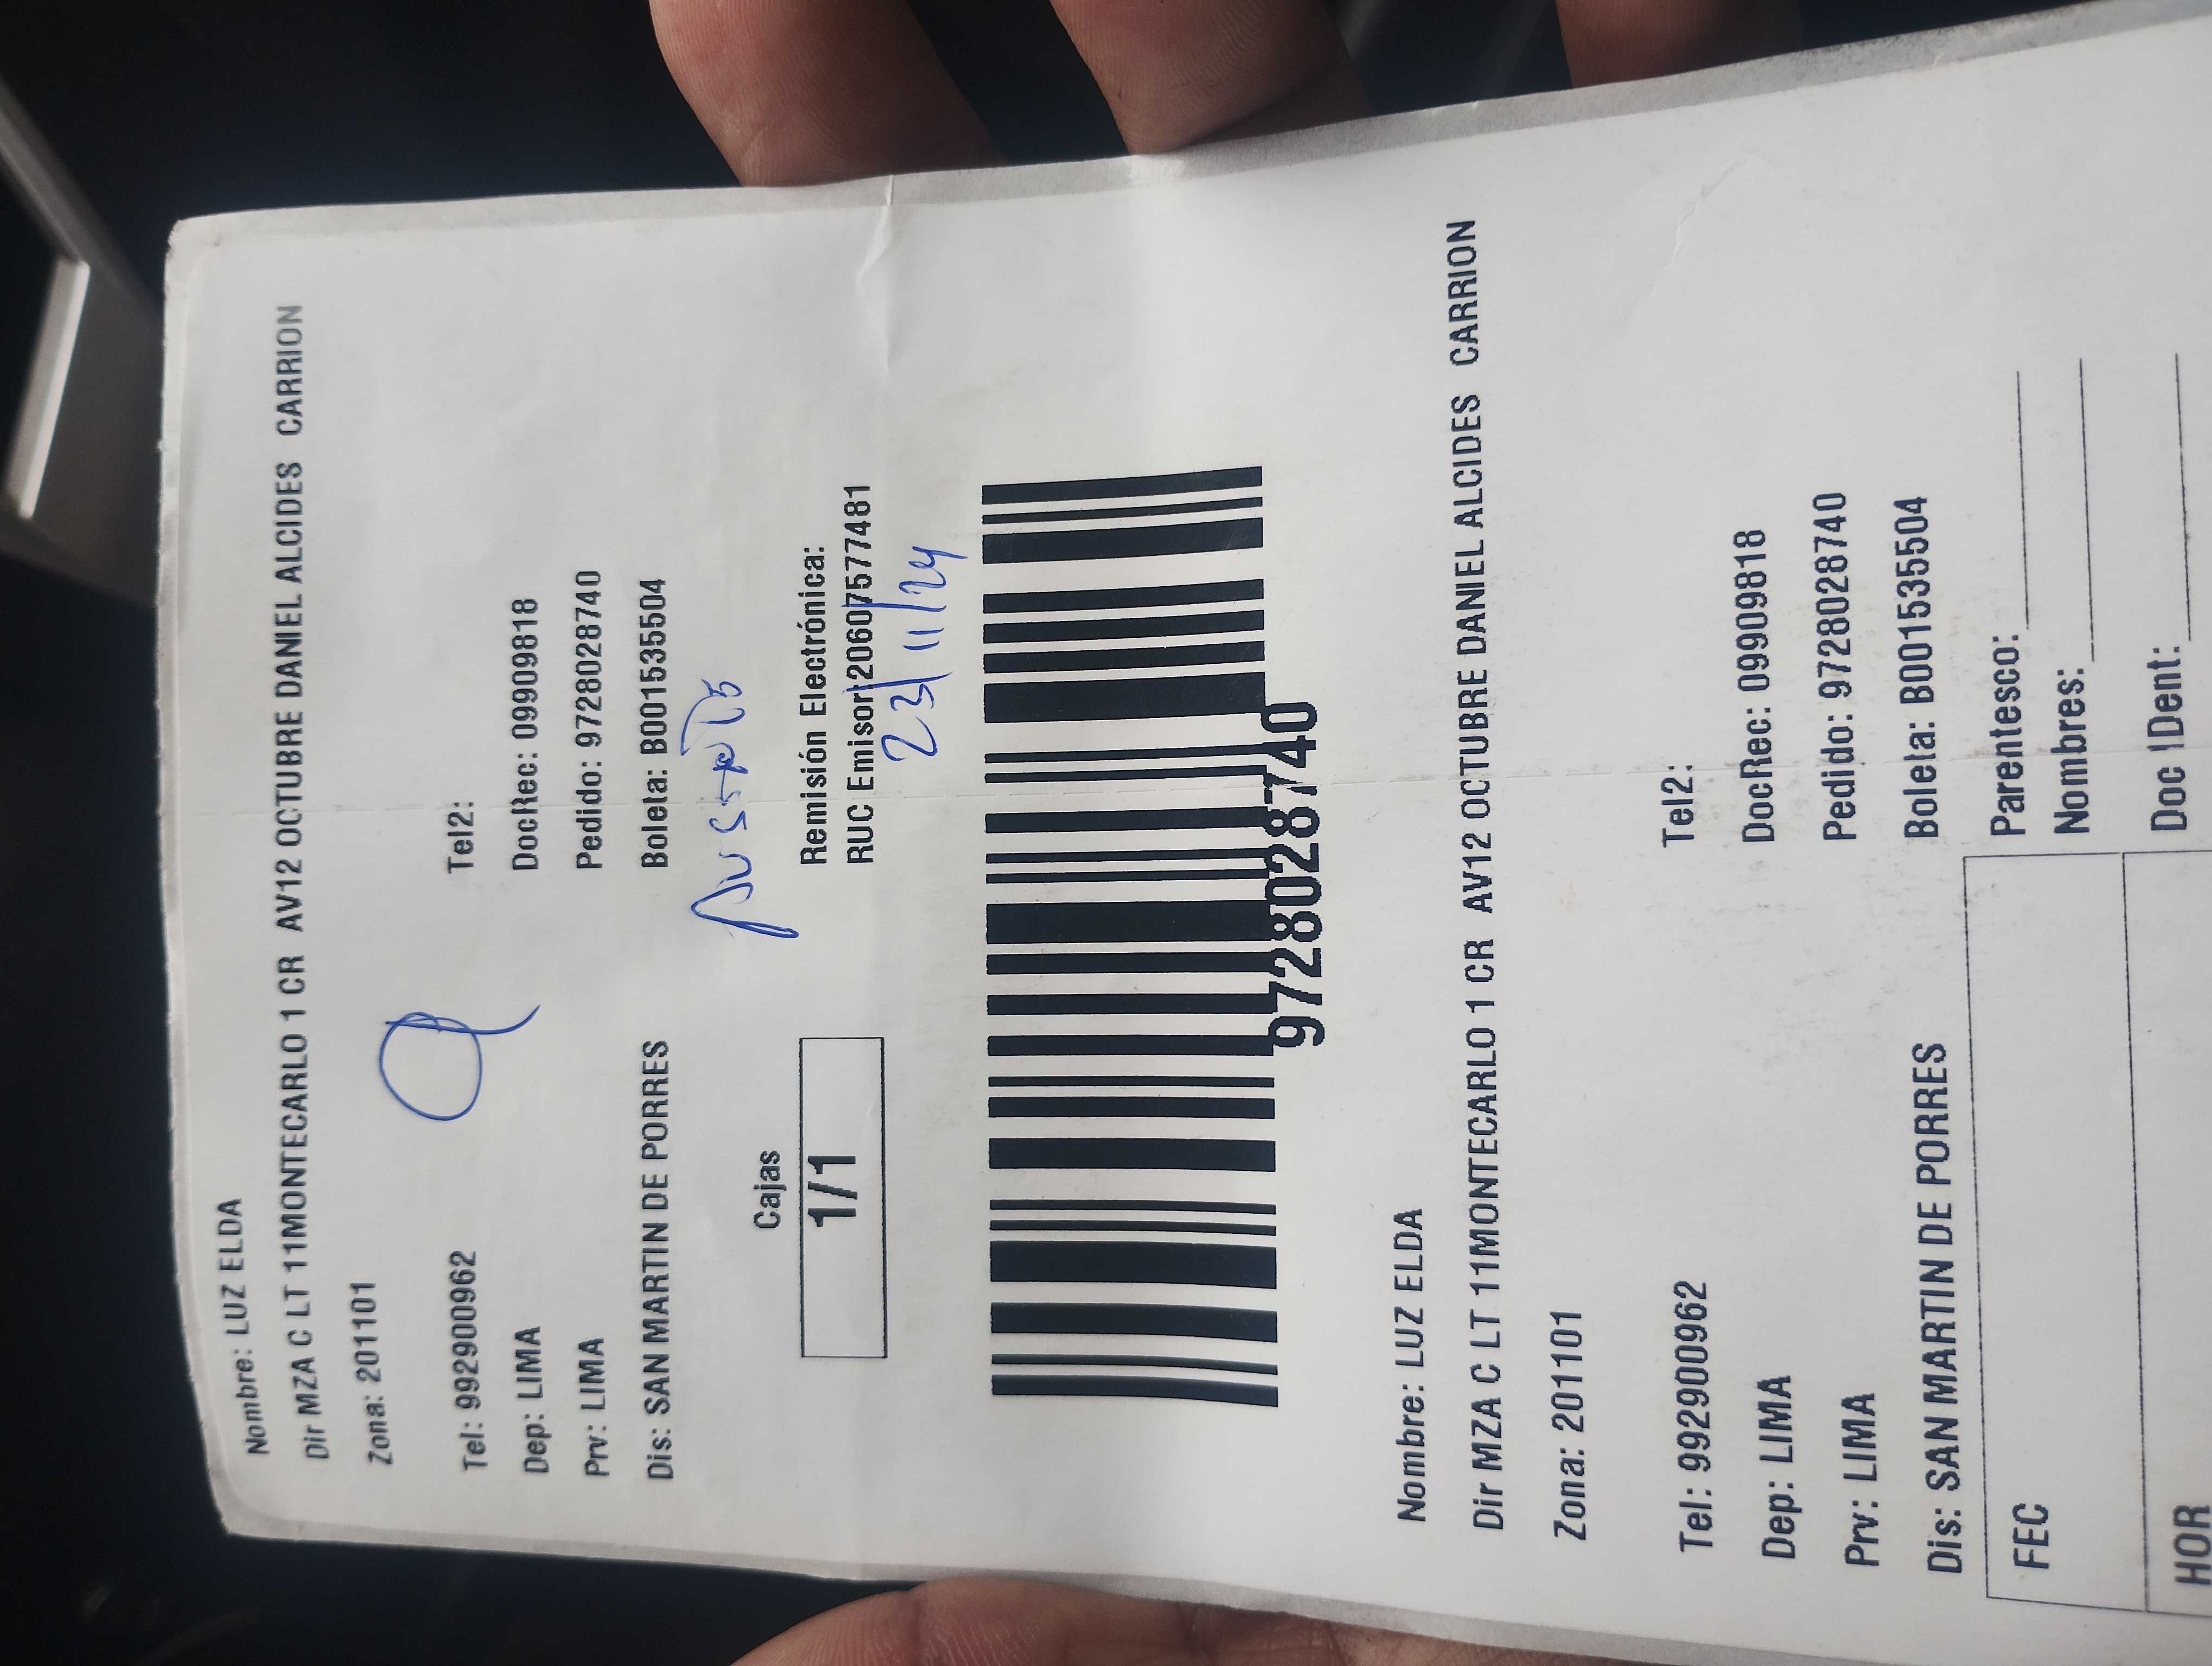 Nombre: LUZ ELDA
Dir MZA C LT 11MONTECARLO 1 CR AV12 OCTUBRE DANIEL ALCIDES CARRION
Zona: 201101
Tel: 992900962 Tel2:
Dep: LIMA DocRec: 09909818
Prv: LIMA Pedido: 9728028740
Dis: SAN MARTIN DE PORRES Boleta: B001535504
Cajas
1/1
Remisión Electrónica:
RUC Emisor:20607577481
23/11/24
9728028740
Nombre: LUZ ELDA
Dir MZA C LT 11MONTECARLO 1 CR AV12 OCTUBRE DANIEL ALCIDES CARRION
Zona: 201101
Tel: 992900962 Tel2:
Dep: LIMA DocRec: 09909818
Prv: LIMA Pedido: 9728028740
Dis: SAN MARTIN DE PORRES Boleta: B001535504
FEC Parentesco:
Nombres:
HOR Doc IDent: